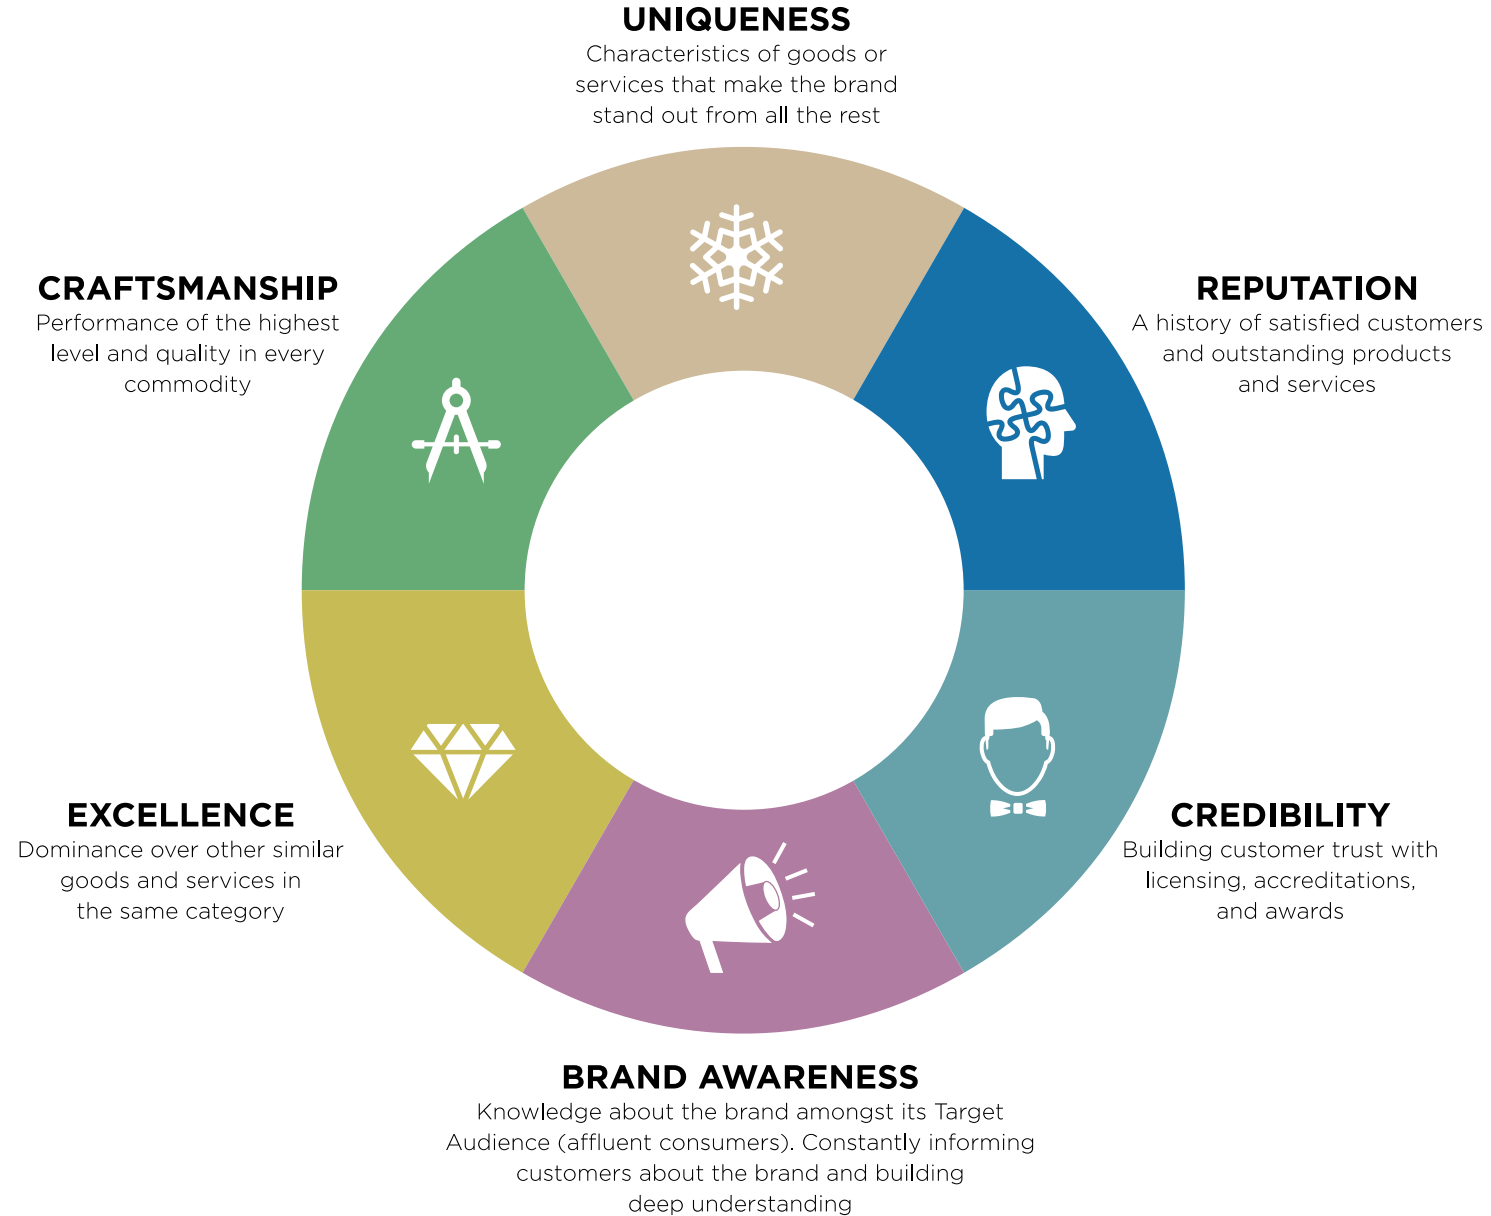 UNIQUENESS
Characteristics of goods or
services that make the brand
stand out from all the rest
CRAFTSMANSHIP
Performance of the highest
level and quality in every
commodity
REPUTATION
A history of satisfied customers
and outstanding products
and services
EXCELLENCE
Dominance over other similar
goods and services in
the same category
CREDIBILITY
Building customer trust with
licensing, accreditations,
and awards
BRAND AWARENESS
Knowledge about the brand amongst its Target
Audience (affluent consumers). Constantly informing
customers about the brand and building
deep understanding